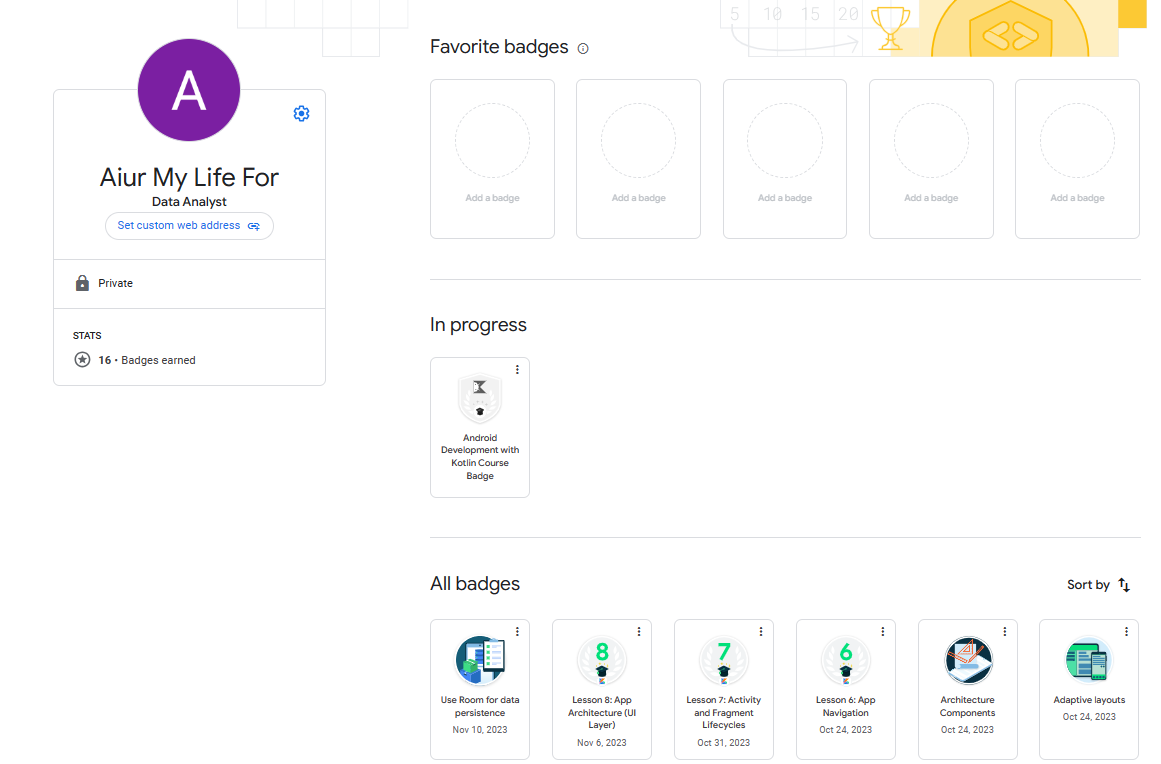 5 10 15 20
A
Aiur My Life For
Data Analyst
Set custom web address
Private
STATS
16 • Badges earned
Favorite badges
Add a badge
Add a badge
Add a badge
Add a badge
Add a badge
In progress
Android
Development with
Kotlin Course
Badge
All badges
Sort by
Use Room for data
persistence
Nov 10, 2023
8
Lesson 8: App
Architecture (UI
Layer)
Nov 6, 2023
7
Lesson 7: Activity
and Fragment
Lifecycles
Oct 31, 2023
6
Lesson 6: App
Navigation
Oct 24, 2023
Architecture
Components
Oct 24, 2023
Adaptive layouts
Oct 24, 2023